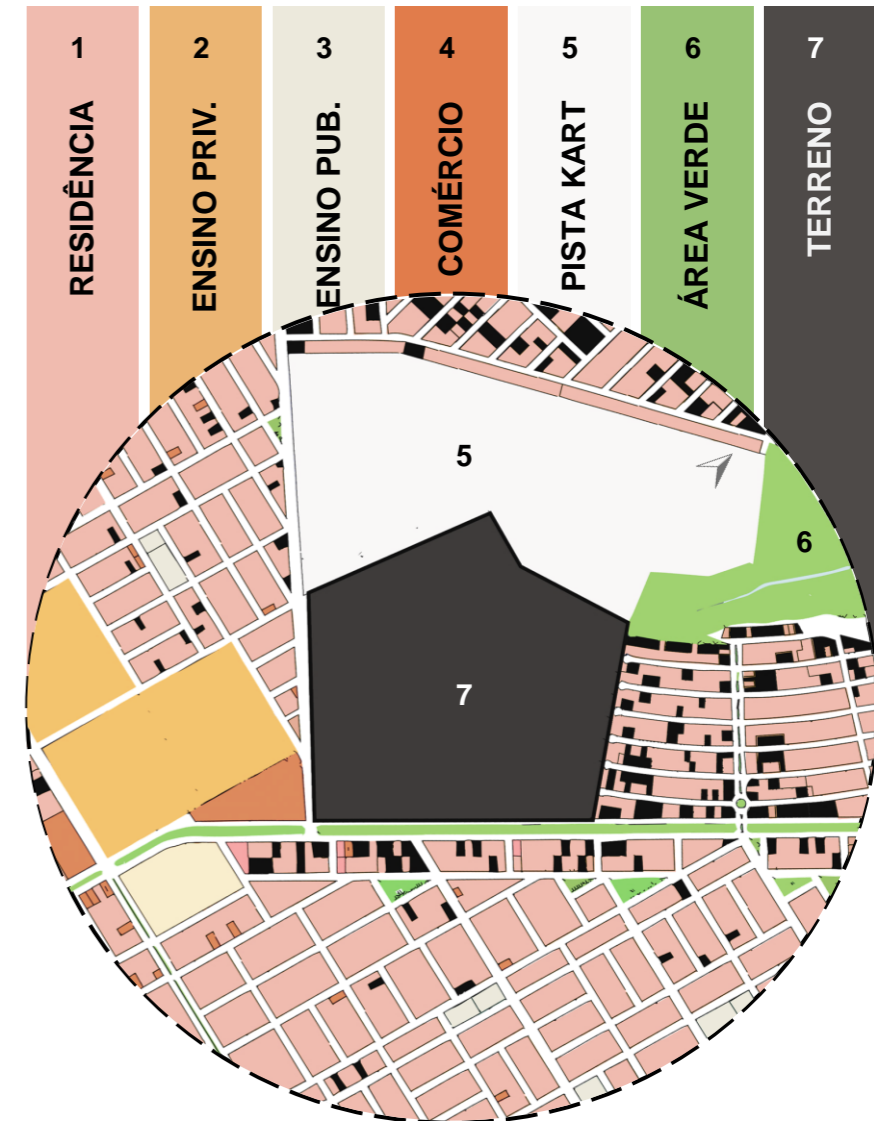 1
RESIDÊNCIA
2
ENSINO PRIV.
3
ENSINO PUB.
4
COMÉRCIO
5
PISTA KART
6
ÁREA VERDE
7
TERRENO
5
6
7